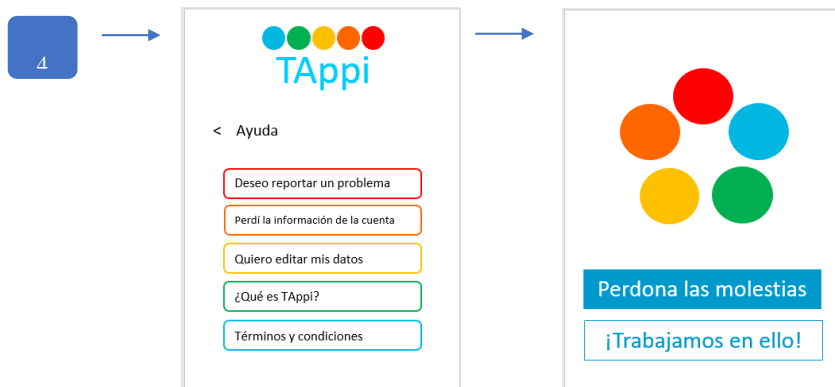 4
TAppi
< Ayuda
Deseo reportar un problema
Perdí la información de la cuenta
Quiero editar mis datos
¿Qué es TAppi?
Términos y condiciones
Perdona las molestias
¡Trabajamos en ello!